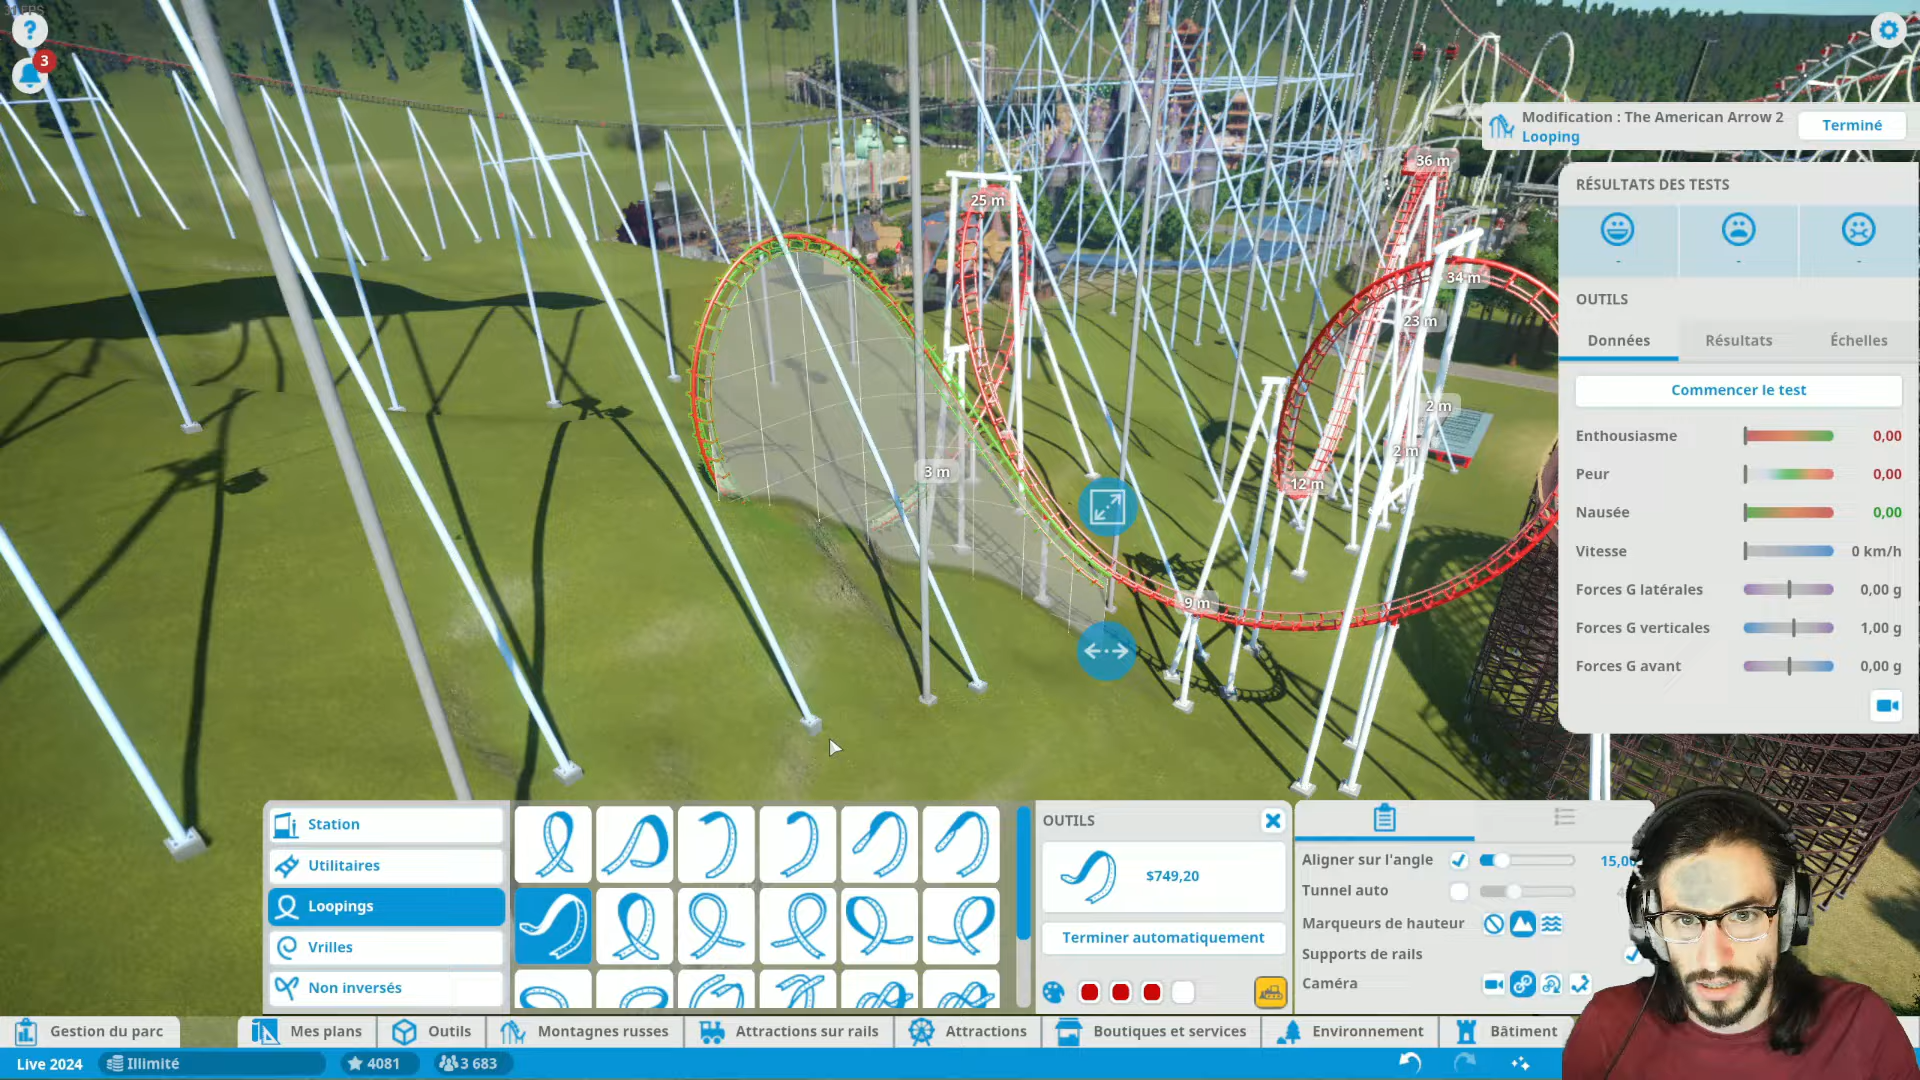 31 FPS
?
3
Modification : The American Arrow 2
Looping
Terminé
RÉSULTATS DES TESTS
-
-
-
OUTILS
Données
Résultats
Échelles
Commencer le test
Enthousiasme
0,00
Peur
0,00
Nausée
0,00
Vitesse
0 km/h
Forces G latérales
0,00 g
Forces G verticales
1,00 g
Forces G avant
0,00 g
36 m
25 m
34 m
23 m
2 m
2 m
3 m
12 m
9 m
Station
Utilitaires
Loopings
Vrilles
Non inversés
OUTILS
$749,20
Terminer automatiquement
Aligner sur l'angle
15,00
Tunnel auto
Marqueurs de hauteur
Supports de rails
Caméra
Gestion du parc
Mes plans
Outils
Montagnes russes
Attractions sur rails
Attractions
Boutiques et services
Environnement
Bâtiment
Live 2024
Illimité
4081
3 683